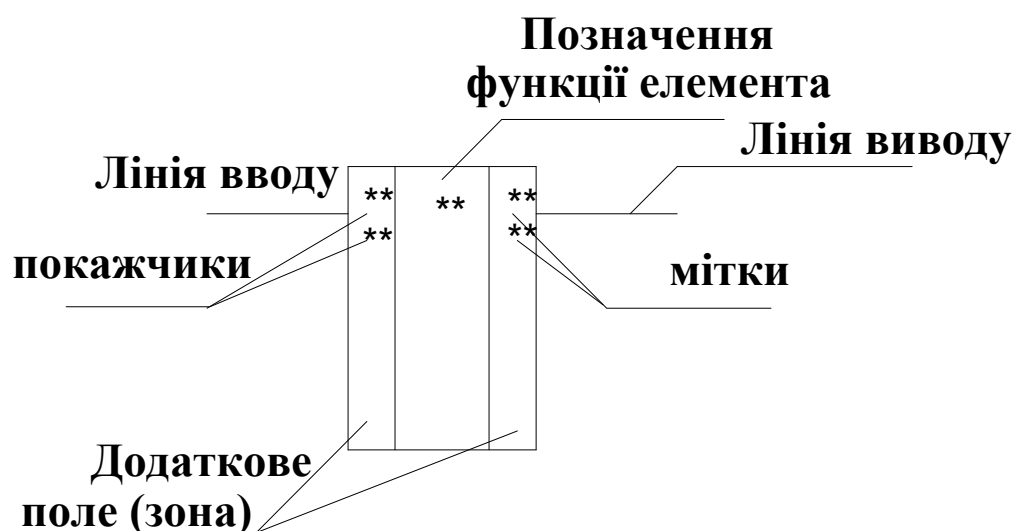 Позначення
функції елемента
Лінія виводу
Лінія вводу
** ** **
** **
покажчики
мітки
Додаткове
поле (зона)